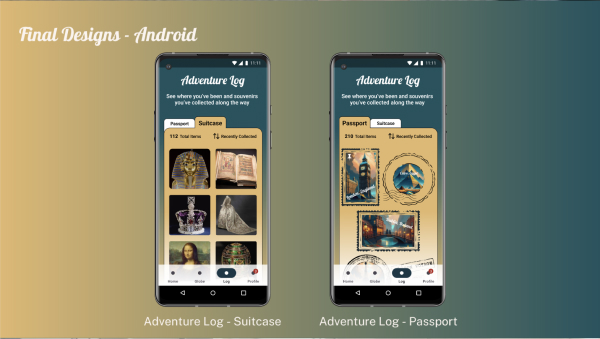 Final Designs - Android
11:11
Adventure Log
See where you've been and souvenirs
you've collected along the way
Passport
Suitcase
112 Total Items
Recently Collected
Home
Globe
Log
Profile
Adventure Log - Suitcase
11:11
Adventure Log
See where you've been and souvenirs
you've collected along the way
Passport
Suitcase
210 Total Items
Recently Collected
Home
Globe
Log
Profile
Adventure Log - Passport